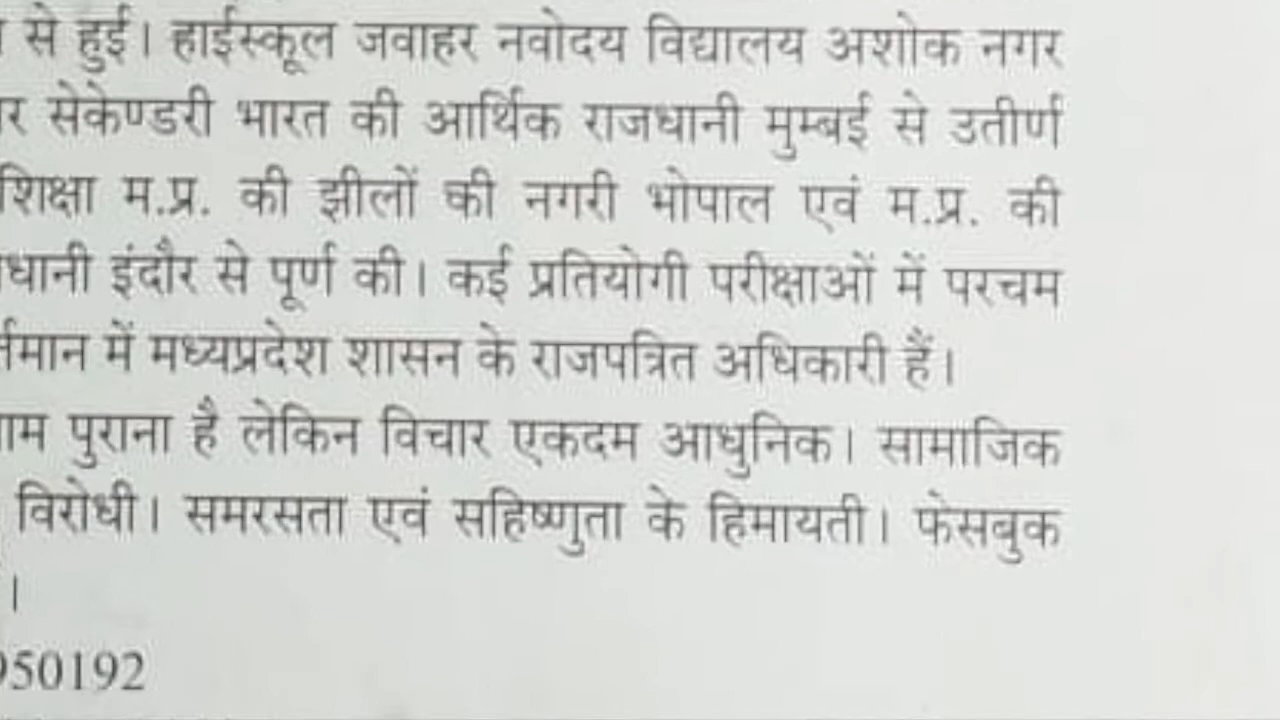 से हुई। हाईस्कूल जवाहर नवोदय विद्यालय अशोक नगर
सेकेण्डरी भारत की आर्थिक राजधानी मुम्बई से उतीर्ण
शिक्षा म.प्र. की झीलों की नगरी भोपाल एवं म.प्र. की
धानी इंदौर से पूर्ण की। कई प्रतियोगी परीक्षाओं में परचम
र्तमान में मध्यप्रदेश शासन के राजपत्रित अधिकारी हैं।
ाम पुराना है लेकिन विचार एकदम आधुनिक। सामाजिक
विरोधी। समरसता एवं सहिष्णुता के हिमायती। फेसबुक
।
950192